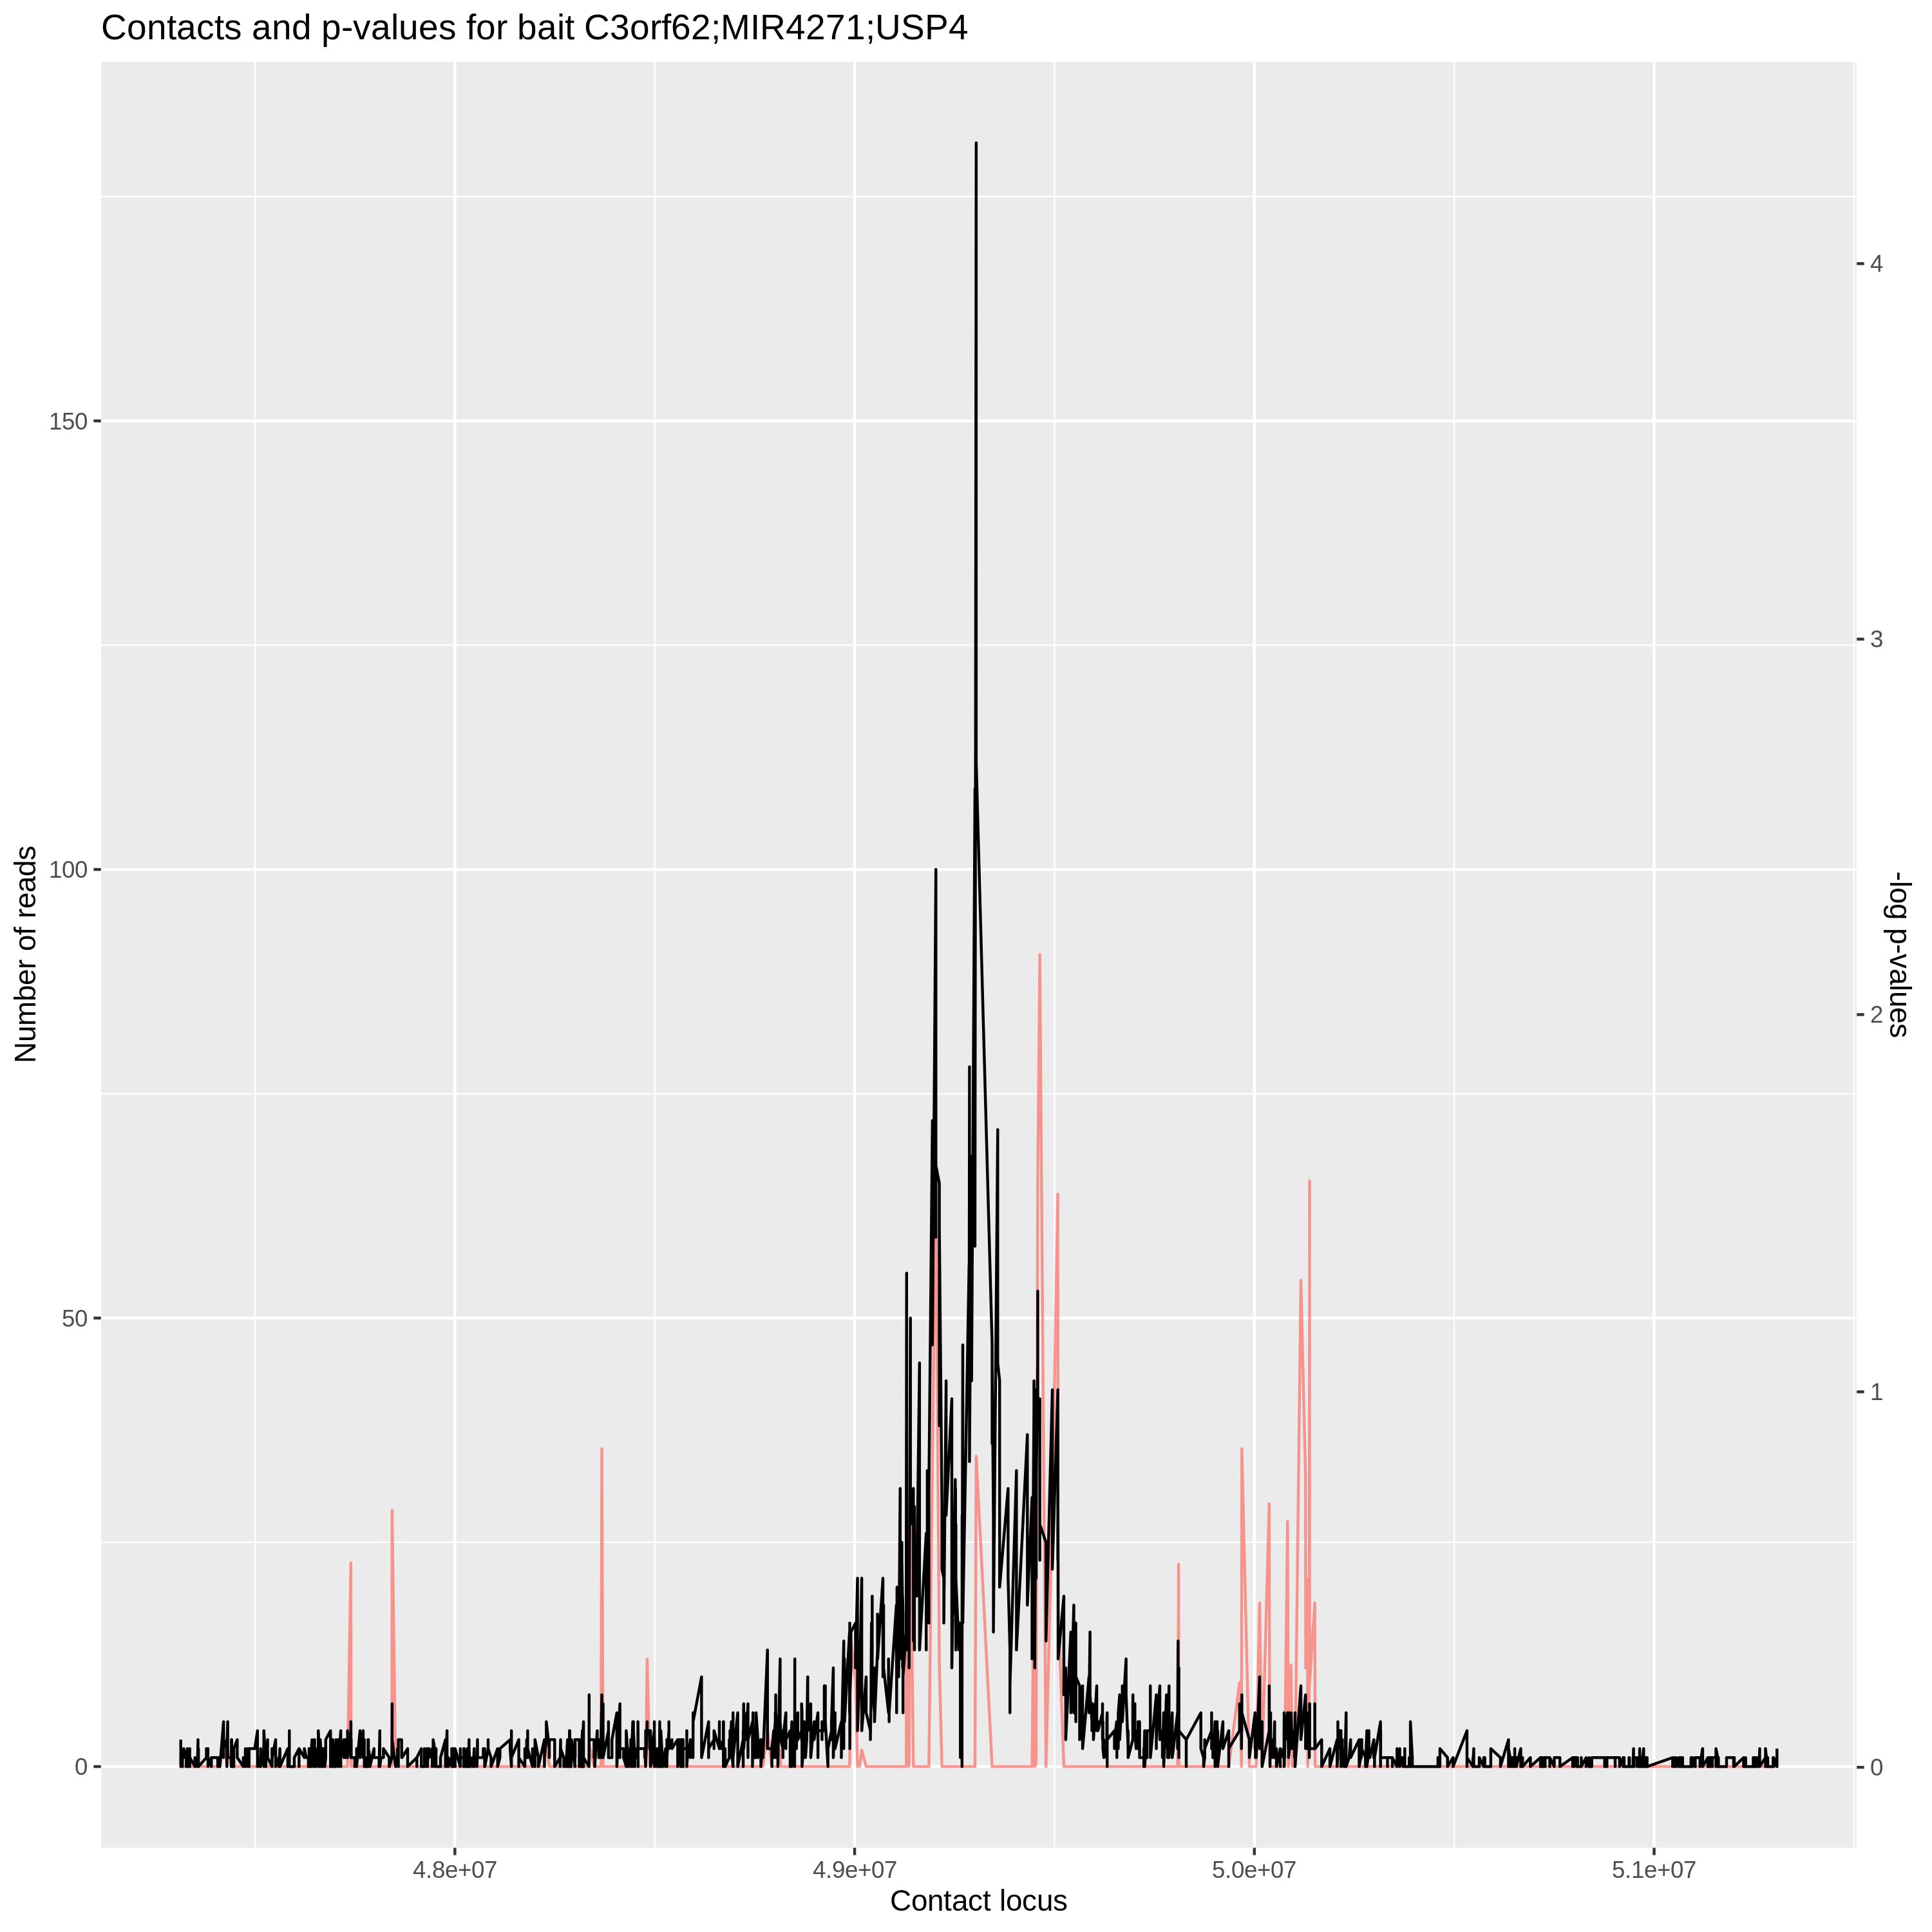 Contacts and p-values for bait C3orf62;MIR4271;USP4
150
100
50
0
Number of reads
4
3
2
1
0
-log p-values
4.8e+07
4.9e+07
5.0e+07
5.1e+07
Contact locus